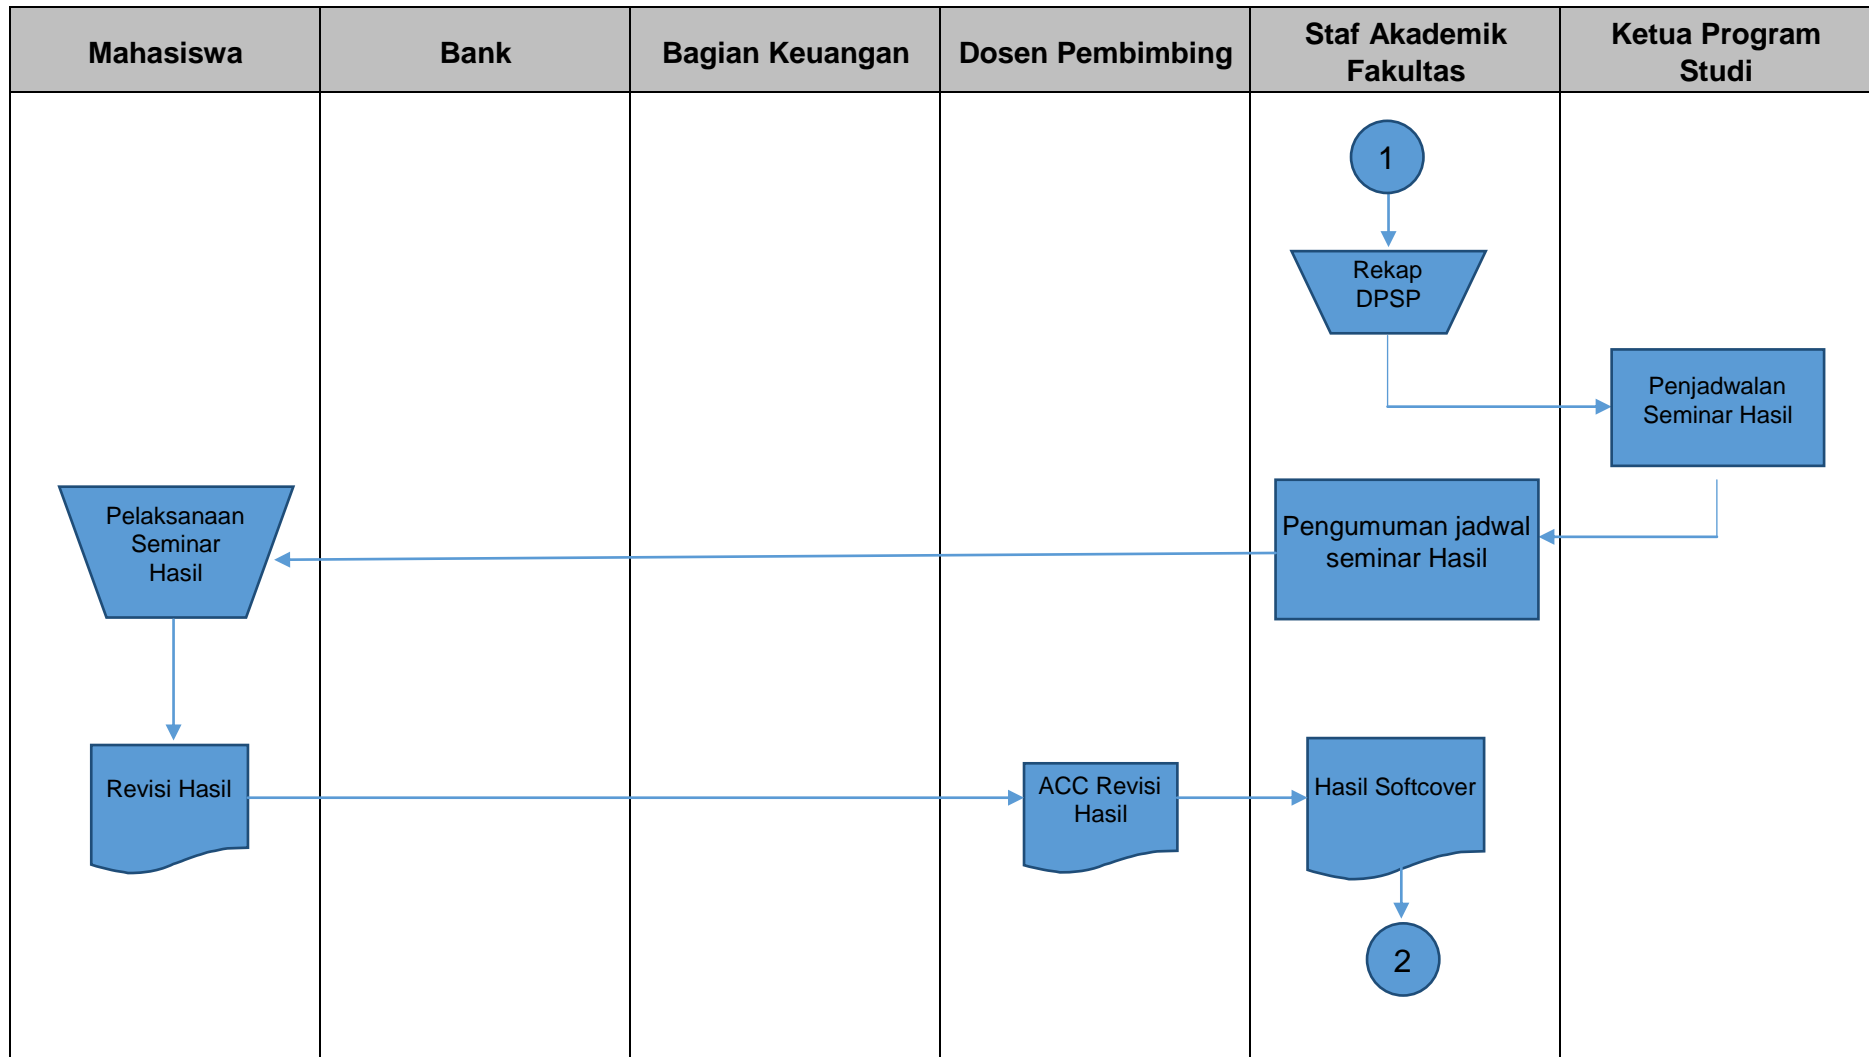 Mahasiswa
Bank
Bagian Keuangan
Dosen Pembimbing
Staf Akademik
Fakultas
Ketua Program
Studi
1
Rekap
DPSP
Penjadwalan
Seminar Hasil
Pengumuman jadwal
seminar Hasil
Pelaksanaan
Seminar
Hasil
Revisi Hasil
ACC Revisi
Hasil
Hasil Softcover
2